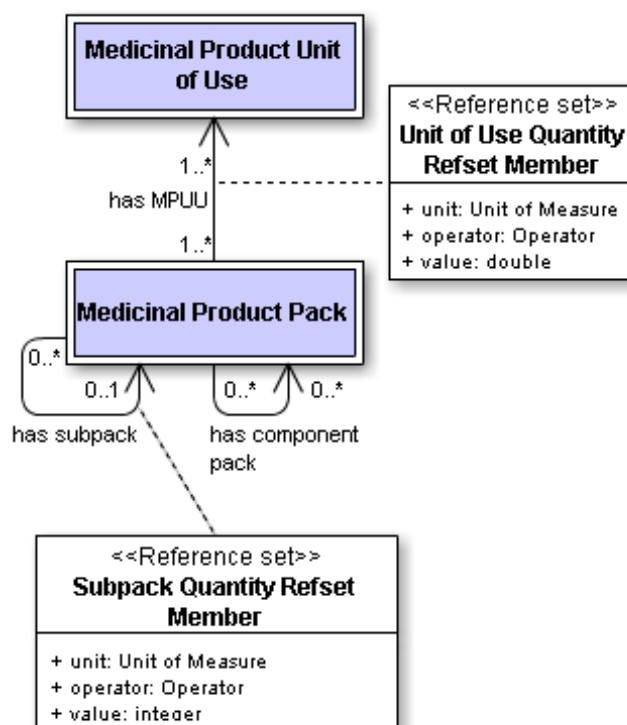 Medicinal Product Unit
of Use
<<Reference set>>
Unit of Use Quantity
Refset Member
+ unit: Unit of Measure
+ operator: Operator
+ value: double
1..*
has MPUU
1..*
Medicinal Product Pack
0..*
0..1
0..*
0..*
has subpack
has component
pack
<<Reference set>>
Subpack Quantity Refset
Member
+ unit: Unit of Measure
+ operator: Operator
+ value: integer